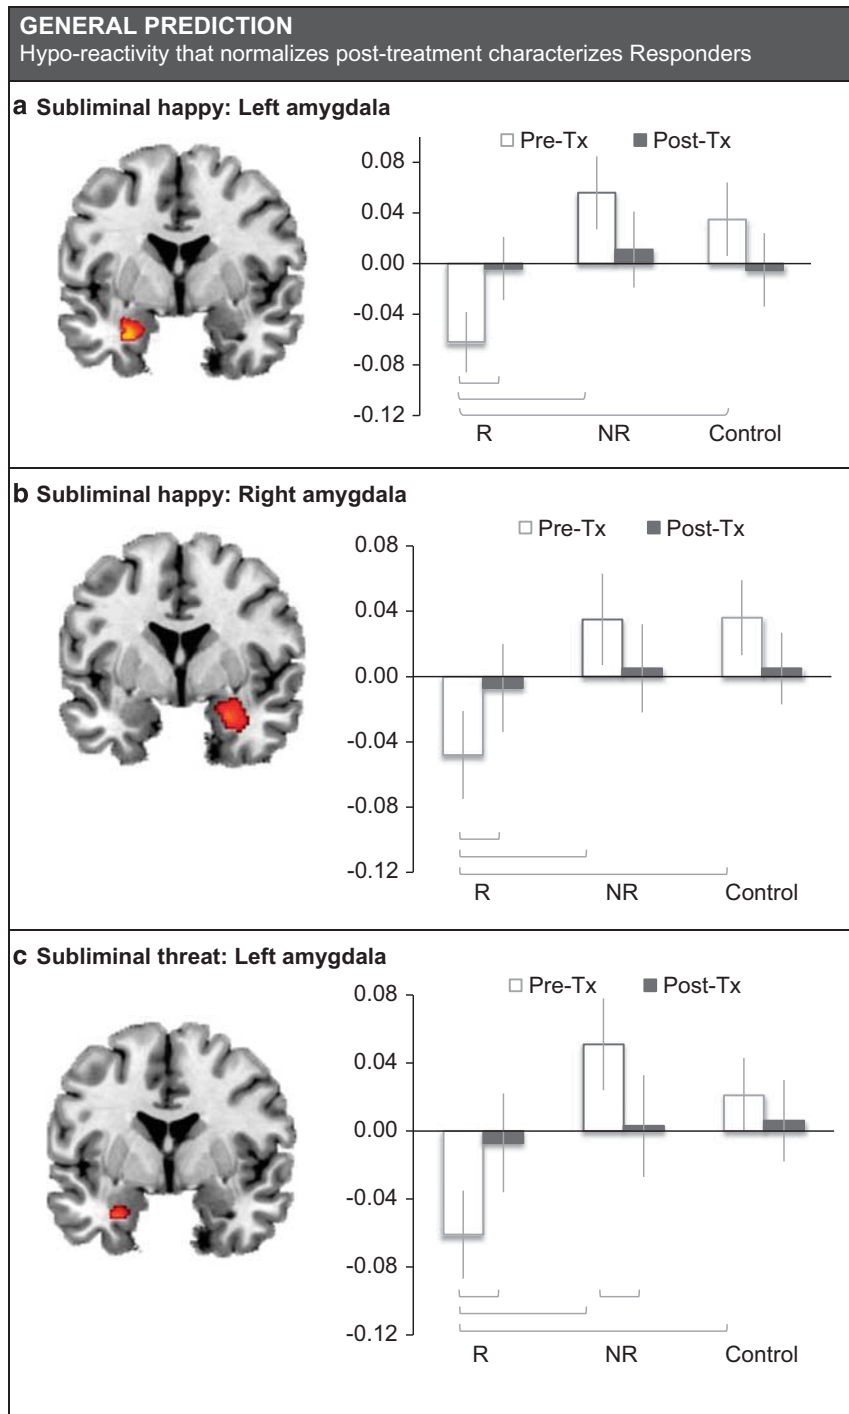 GENERAL PREDICTION
Hypo-reactivity that normalizes post-treatment characterizes Responders
a Subliminal happy: Left amygdala
Pre-Tx Post-Tx
0.08
0.04
0.00
-0.04
-0.08
-0.12
R NR Control
b Subliminal happy: Right amygdala
Pre-Tx Post-Tx
0.08
0.04
0.00
-0.04
-0.08
-0.12
R NR Control
c Subliminal threat: Left amygdala
Pre-Tx Post-Tx
0.08
0.04
0.00
-0.04
-0.08
-0.12
R NR Control